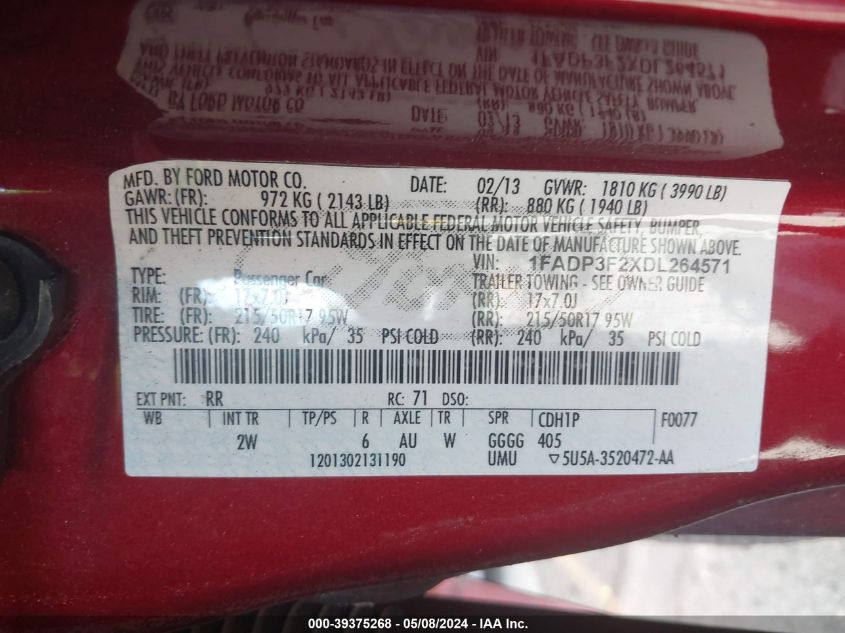 MFD. BY FORD MOTOR CO. DATE: 02/13 GVWR: 1810 KG ( 3990 LB)
GAWR: (FR): 972 KG ( 2143 LB) (RR): 880 KG ( 1940 LB)
THIS VEHICLE CONFORMS TO ALL APPLICABLE FEDERAL MOTOR VEHICLE SAFETY, BUMPER,
AND THEFT PREVENTION STANDARDS IN EFFECT ON THE DATE OF MANUFACTURE SHOWN ABOVE.
VIN: 1FADP3F2XDL264571
TYPE: Passenger Car TRAILER TOWING - SEE OWNER GUIDE
RIM: (FR): 17x7.0J (RR): 17x7.0J
TIRE: (FR): 215/50R17 95W (RR): 215/50R17 95W
PRESSURE: (FR): 240 kPa/ 35 PSI COLD (RR): 240 kPa/ 35 PSI COLD
EXT PNT: RR RC: 71 DSO:
WB INT TR TP/PS R AXLE TR SPR CDH1P F0077
2W 6 AU W GGGG 405
1201302131190 UMU ▽5U5A-3520472-AA
120-39375268 - 05/08/2024 - IAA Inc.